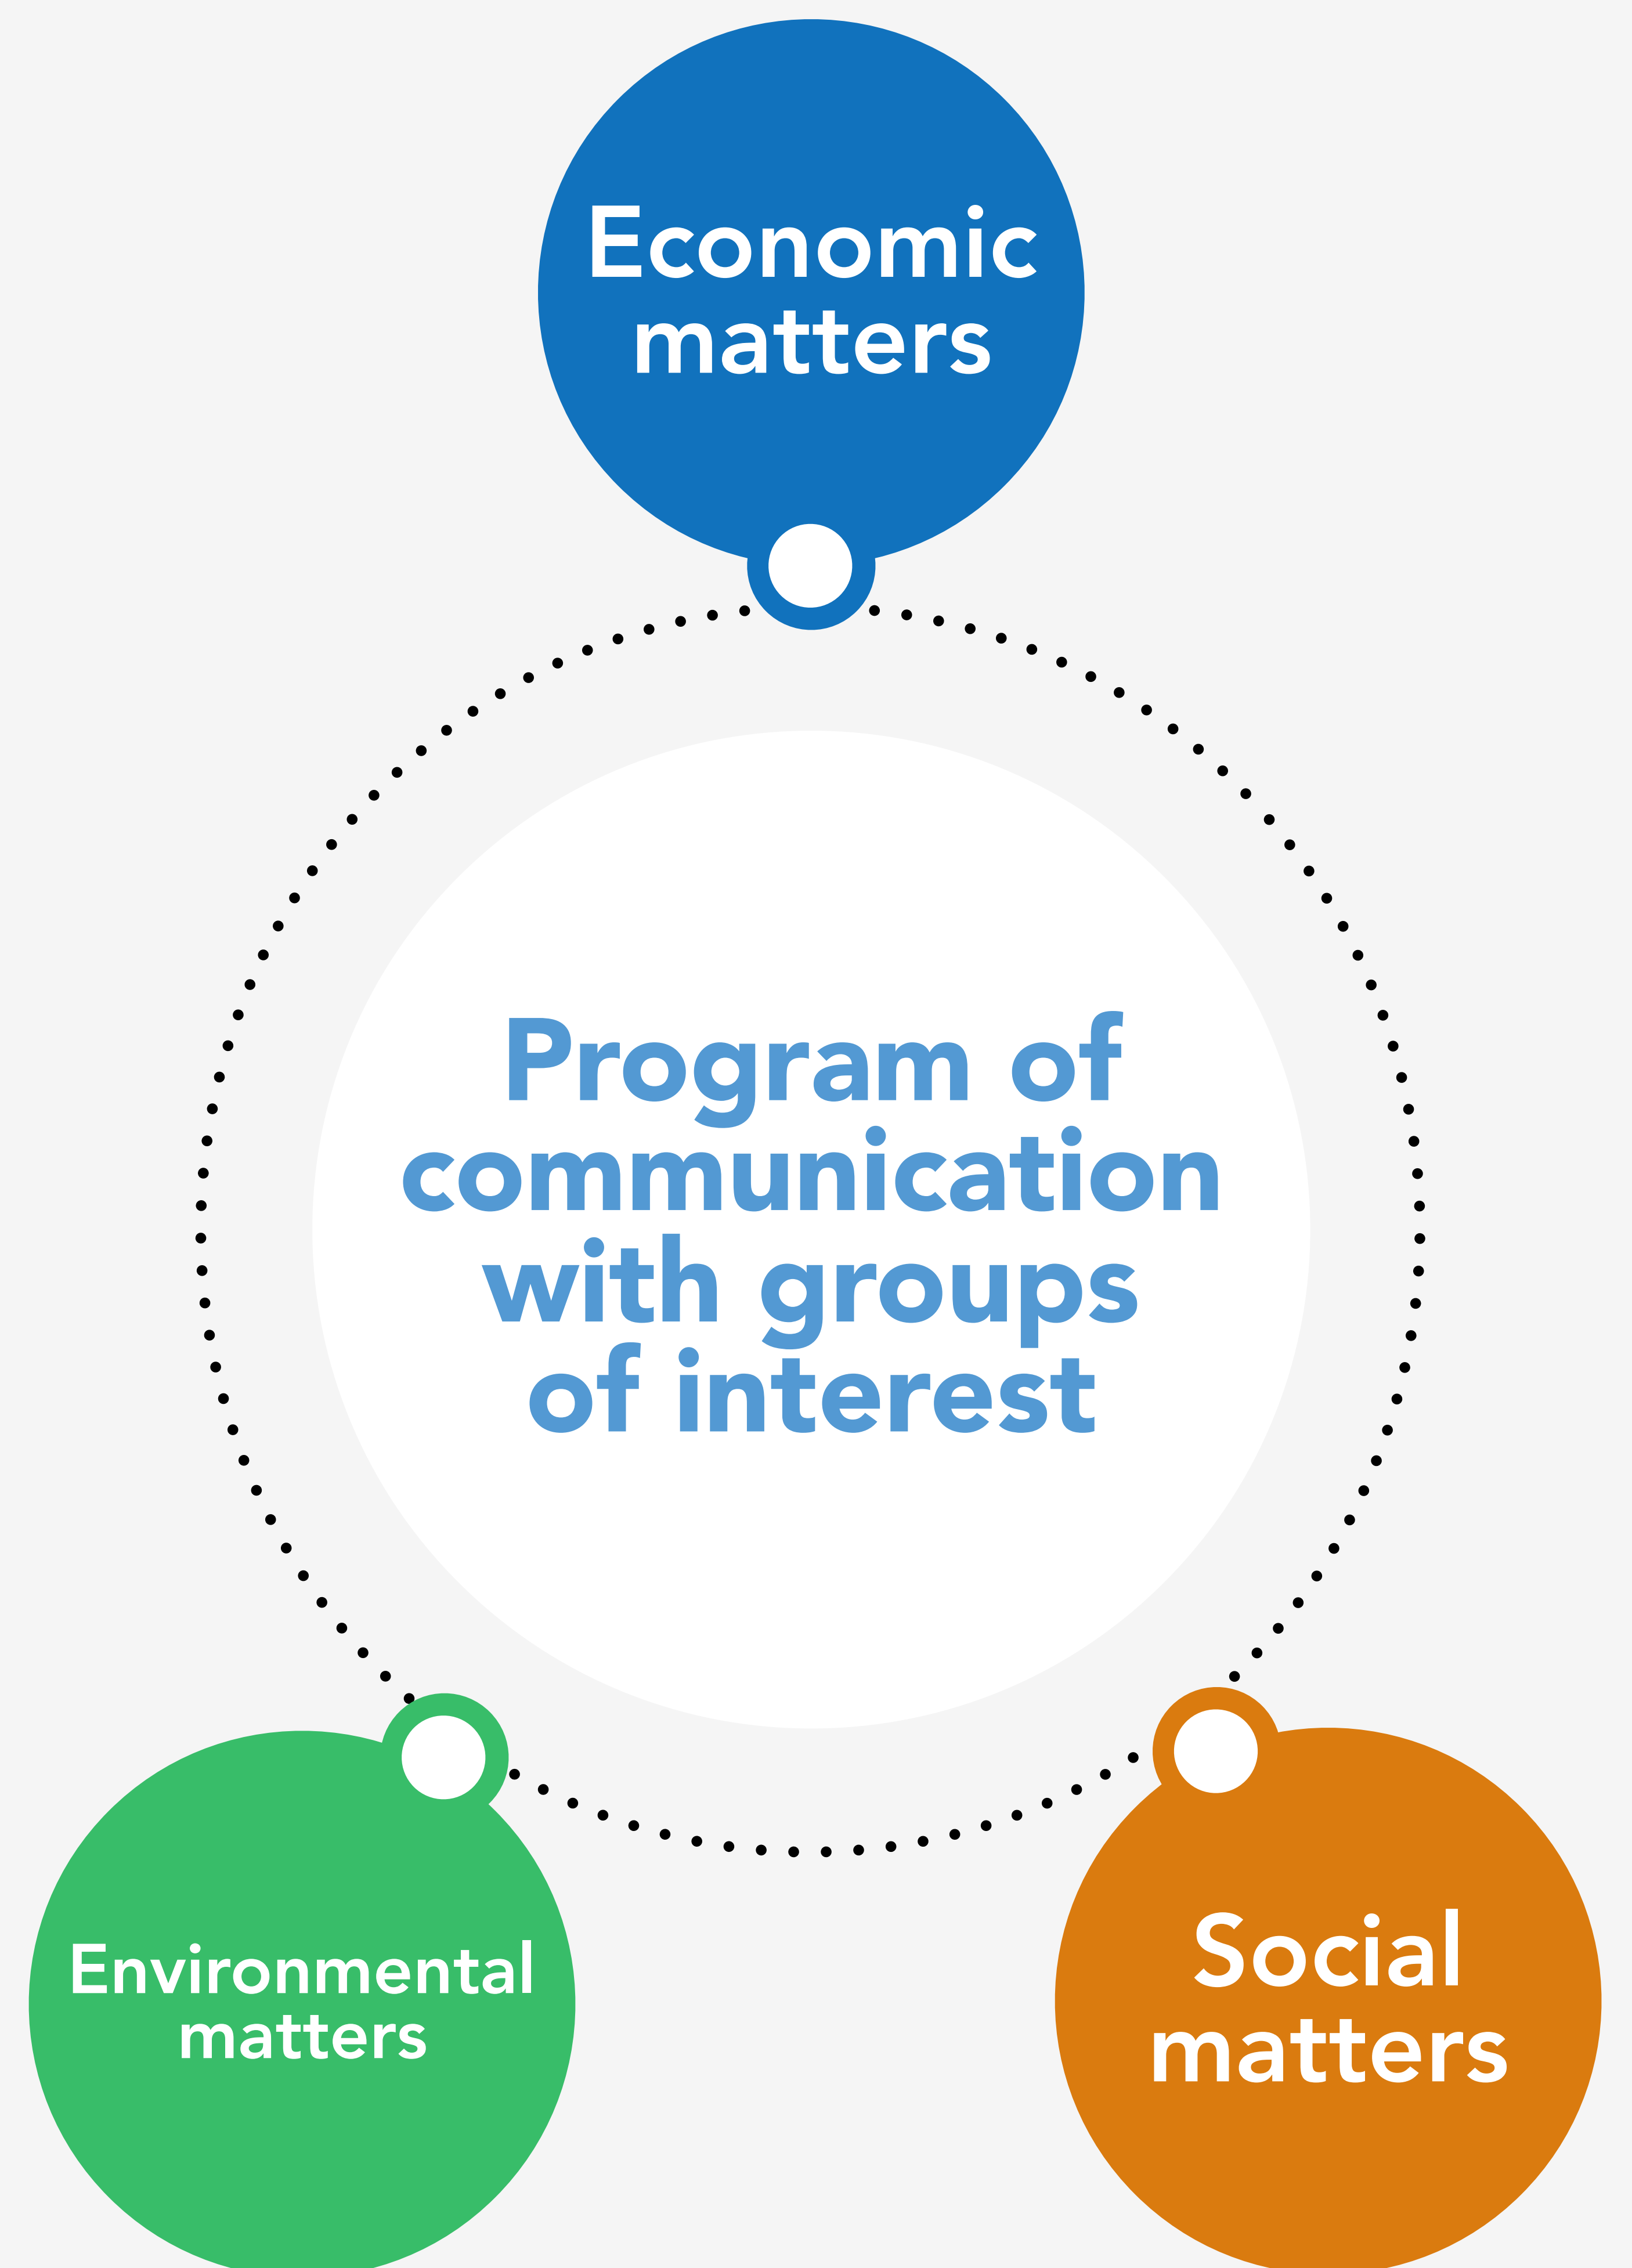 Economic
matters
Program of
communication
with groups
of interest
Environmental
matters
Social
matters